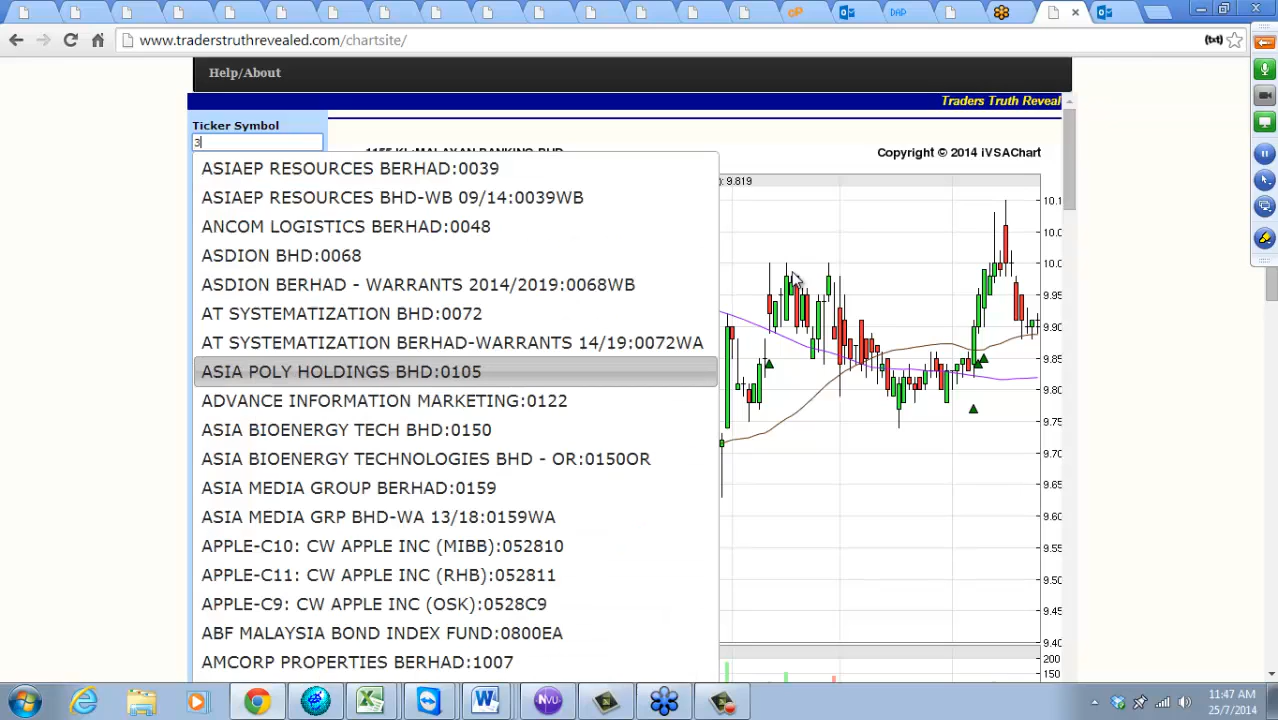 CP
DAP
www.traderstruthrevealed.com/chartsite/
(txt)
Help/About
Traders Truth Reveal
Ticker Symbol
3
Copyright © 2014 iVSAChart
ASIAEP RESOURCES BERHAD:0039
ASIAEP RESOURCES BHD-WB 09/14:0039WB
ANCOM LOGISTICS BERHAD:0048
ASDION BHD:0068
ASDION BERHAD - WARRANTS 2014/2019:0068WB
AT SYSTEMATIZATION BHD:0072
AT SYSTEMATIZATION BERHAD-WARRANTS 14/19:0072WA
ASIA POLY HOLDINGS BHD:0105
ADVANCE INFORMATION MARKETING:0122
ASIA BIOENERGY TECH BHD:0150
ASIA BIOENERGY TECHNOLOGIES BHD - OR:0150OR
ASIA MEDIA GROUP BERHAD:0159
ASIA MEDIA GRP BHD-WA 13/18:0159WA
APPLE-C10: CW APPLE INC (MIBB):052810
APPLE-C11: CW APPLE INC (RHB):052811
APPLE-C9: CW APPLE INC (OSK):0528C9
ABF MALAYSIA BOND INDEX FUND:0800EA
AMCORP PROPERTIES BERHAD:1007
): 9.819
10.1
10.0
10.0
9.95
9.90
9.85
9.80
9.75
9.70
9.65
9.60
9.55
9.50
9.45
9.40
200
150
11:47 AM
25/7/2014